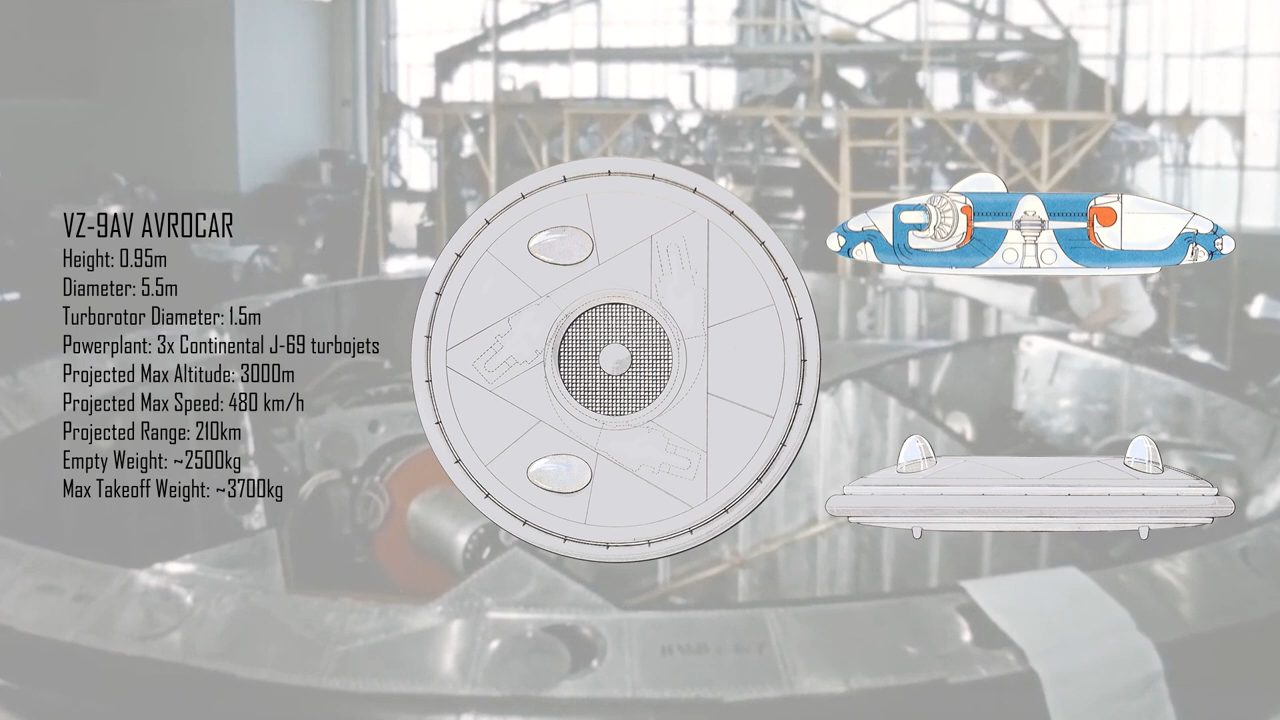 VZ-9AV AVROCAR
Height: 0.95m
Diameter: 5.5m
Turborotor Diameter: 1.5m
Powerplant: 3x Continental J-69 turbojets
Projected Max Altitude: 3000m
Projected Max Speed: 480 km/h
Projected Range: 210km
Empty Weight: ~2500kg
Max Takeoff Weight: ~3700kg